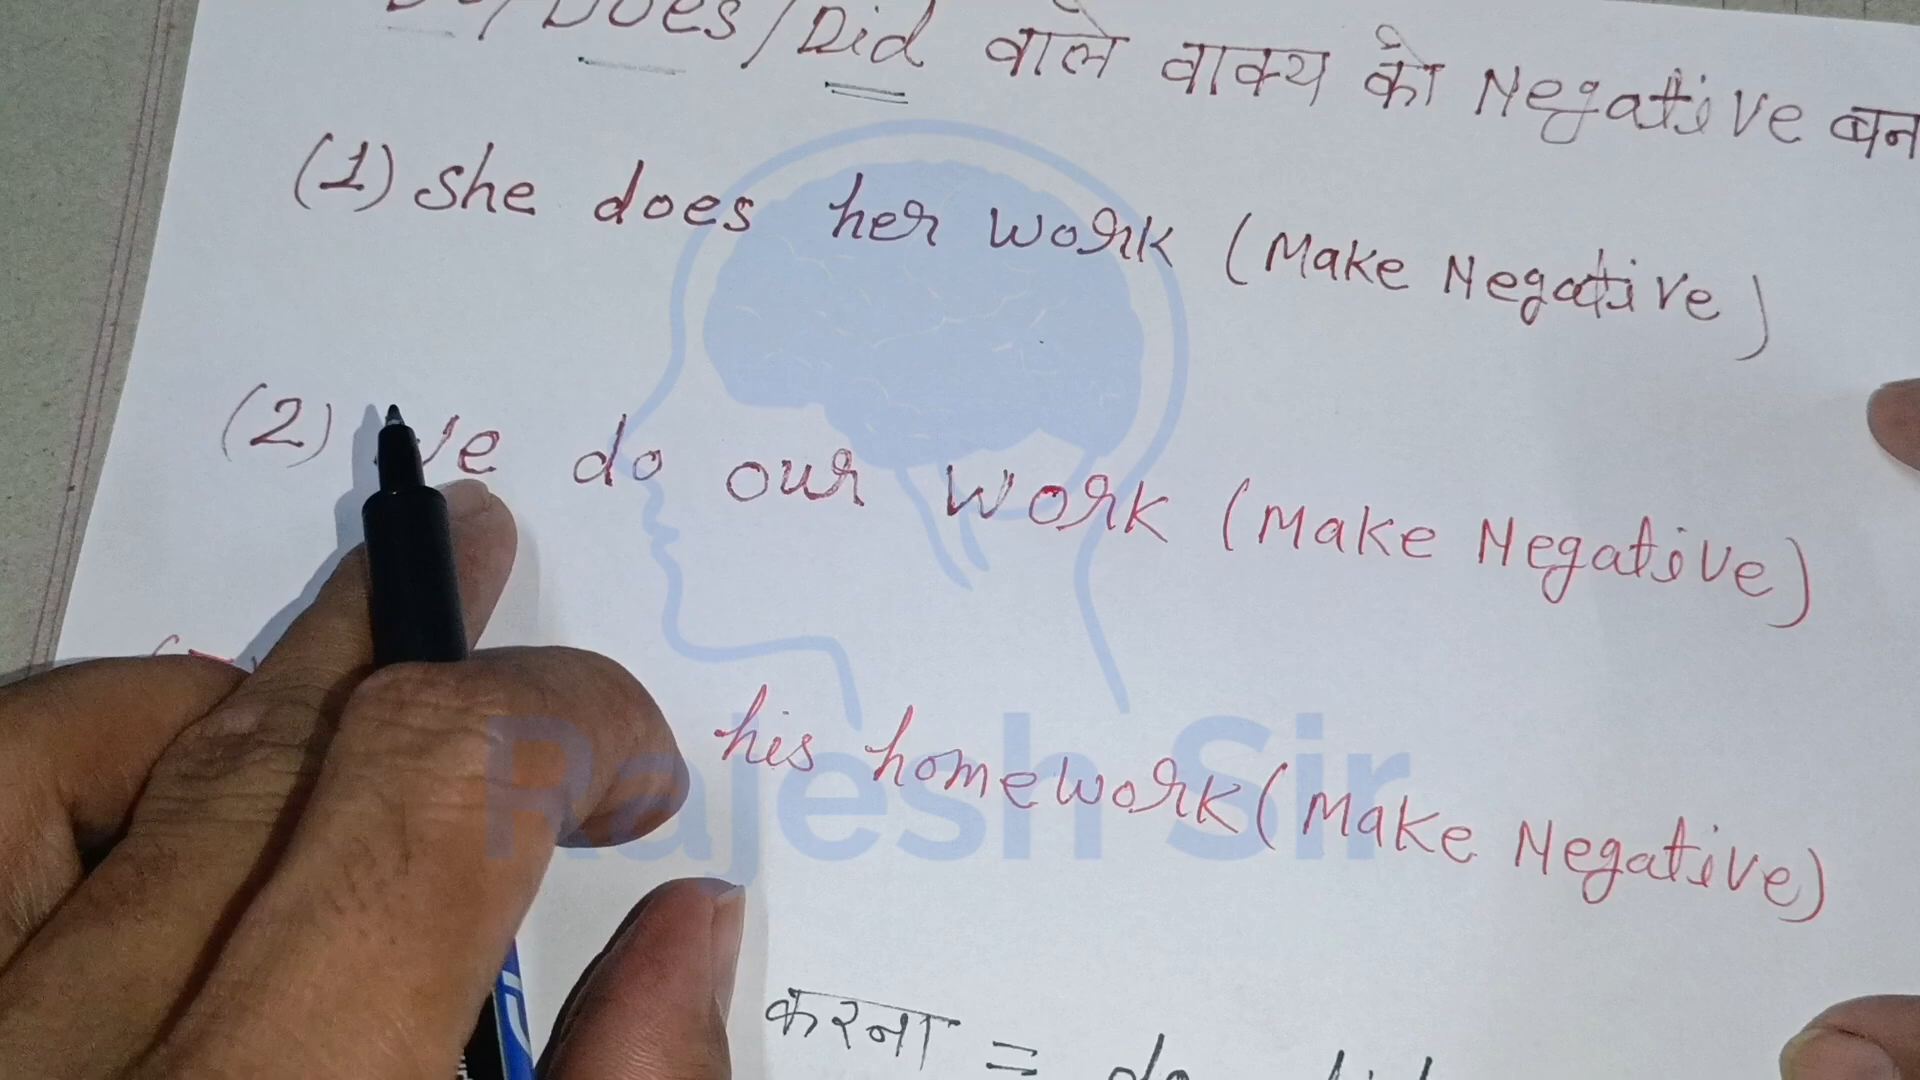 Does/Did वाले वाक्य को Negative बन
(1) She does her work (Make Negative)
(2) We do our work (Make Negative)
his homework (Make Negative)
Rajesh Sir
करना = do